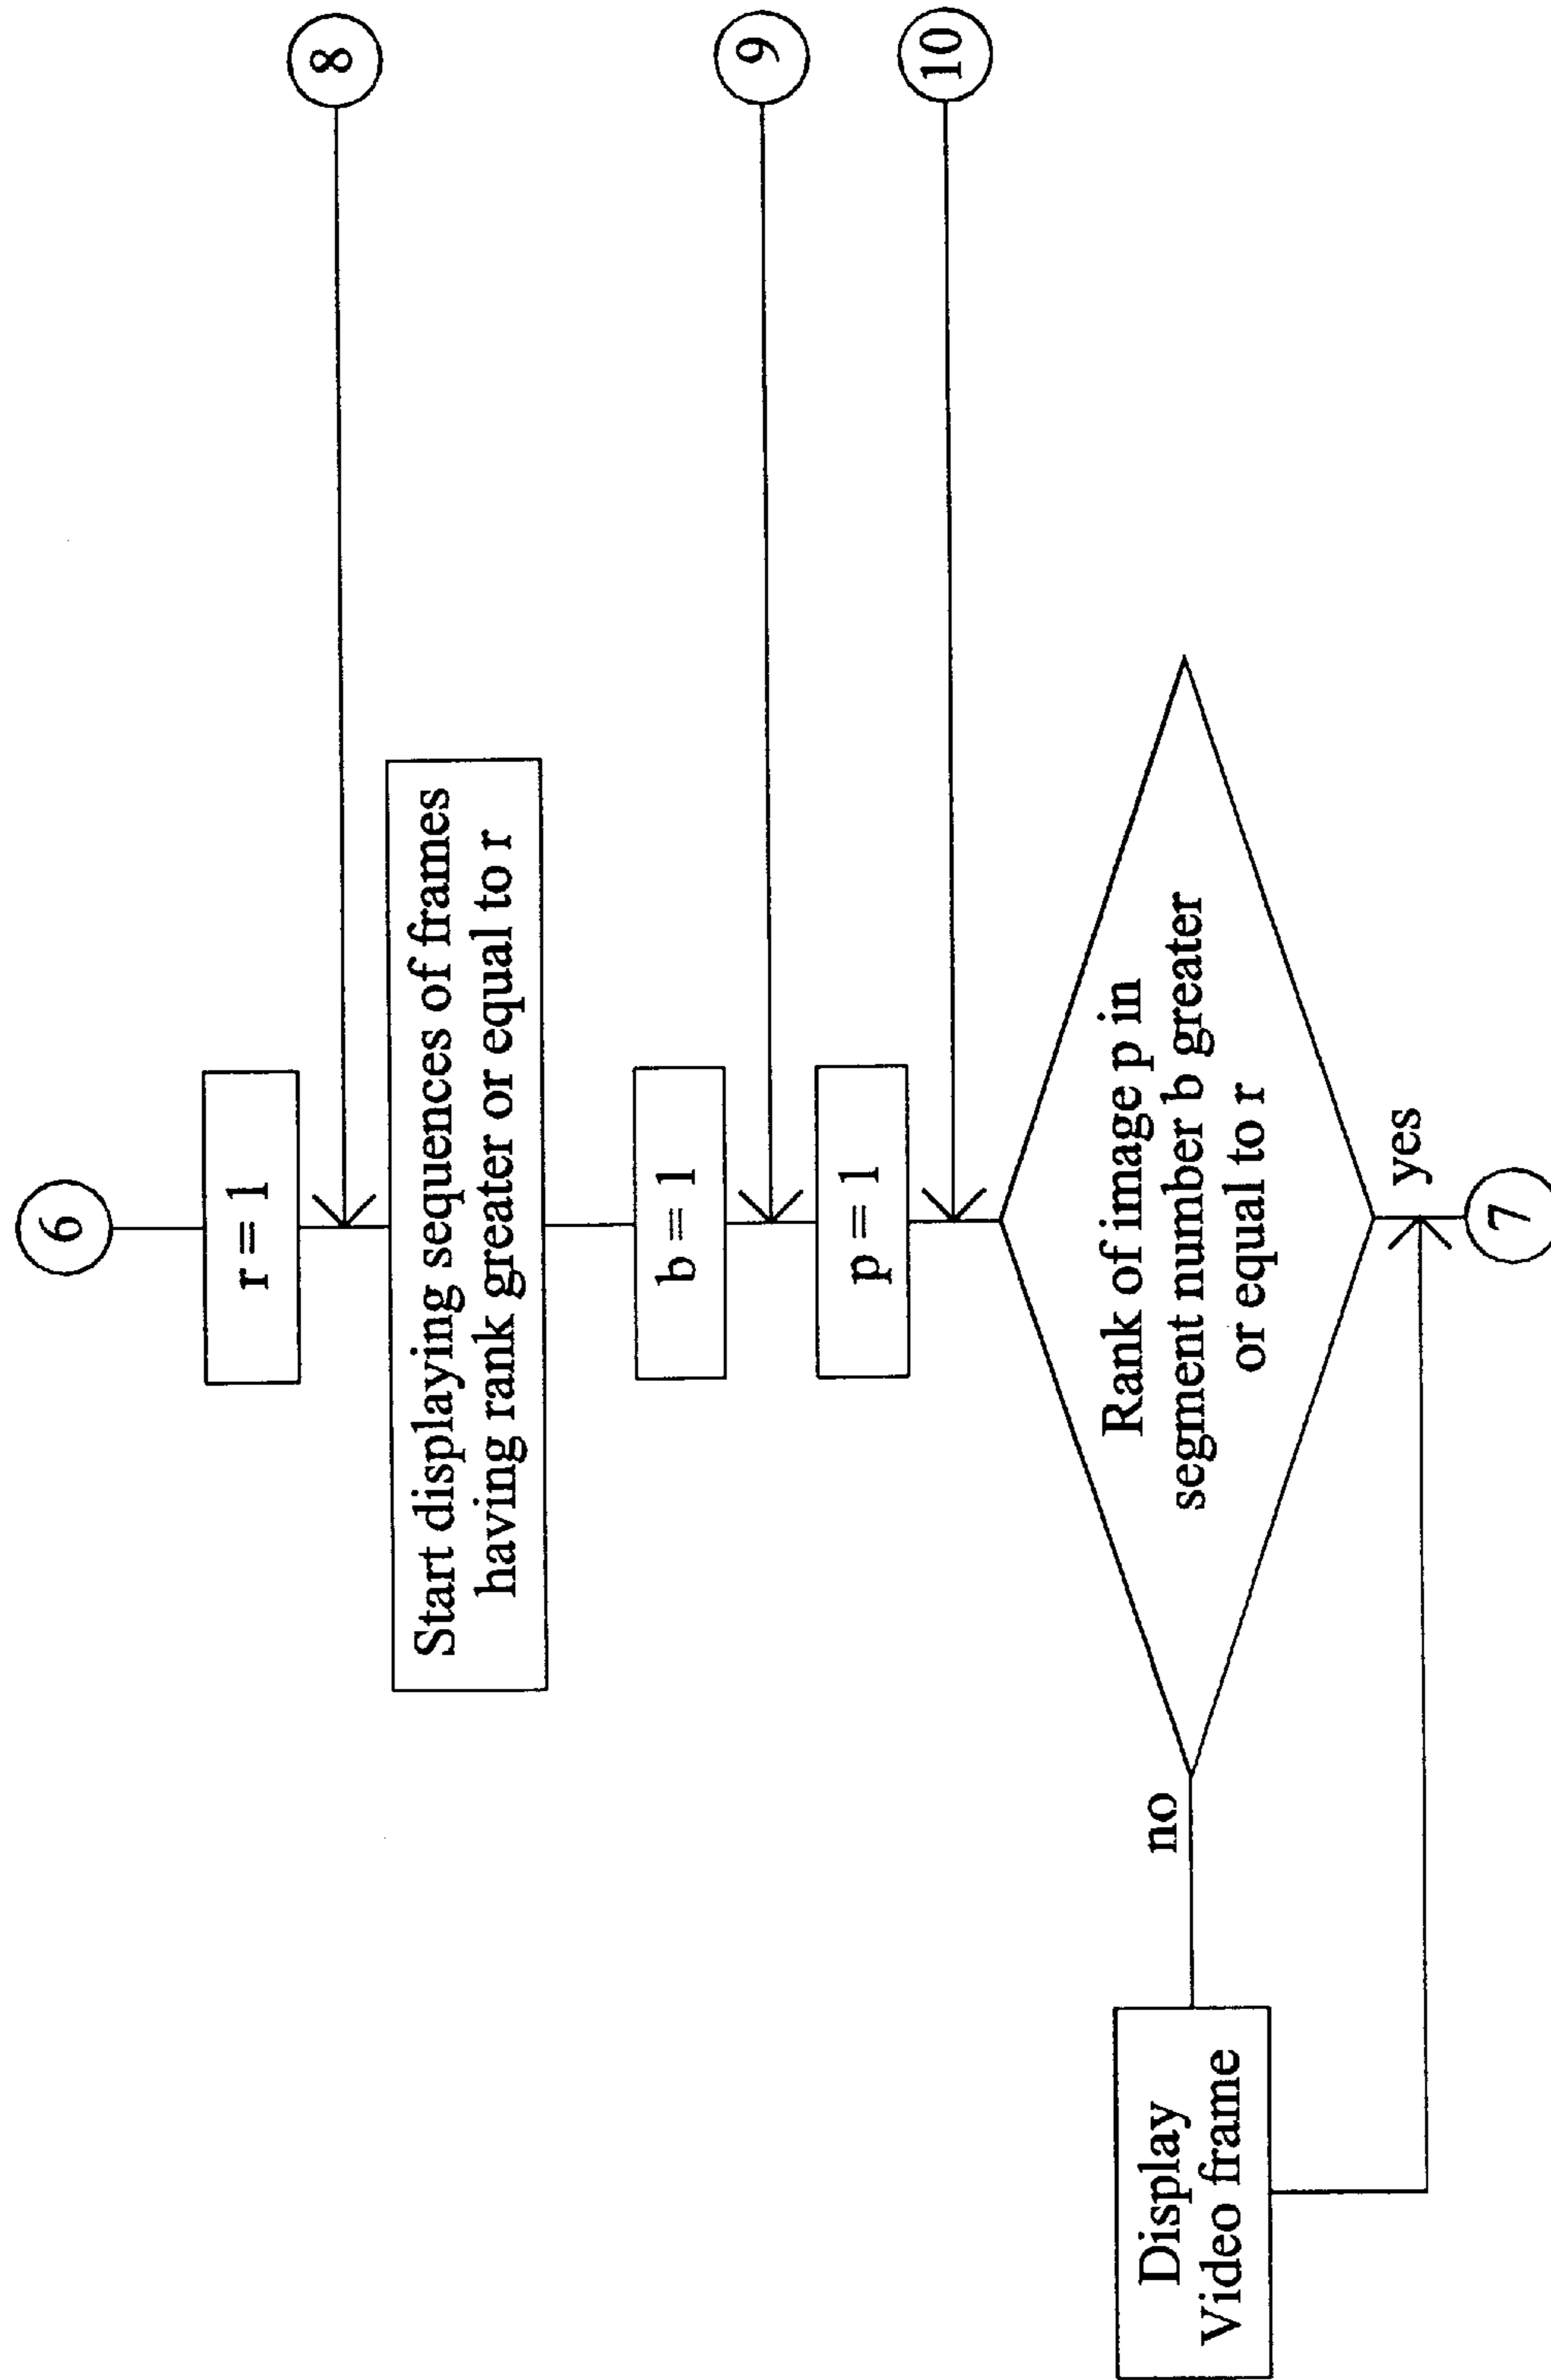 6
r = 1
8
Start displaying sequences of frames
having rank greater or equal to r
b = 1
9
p = 1
10
Rank of image p in
segment number b greater
or equal to r
no
yes
Display
Video frame
7